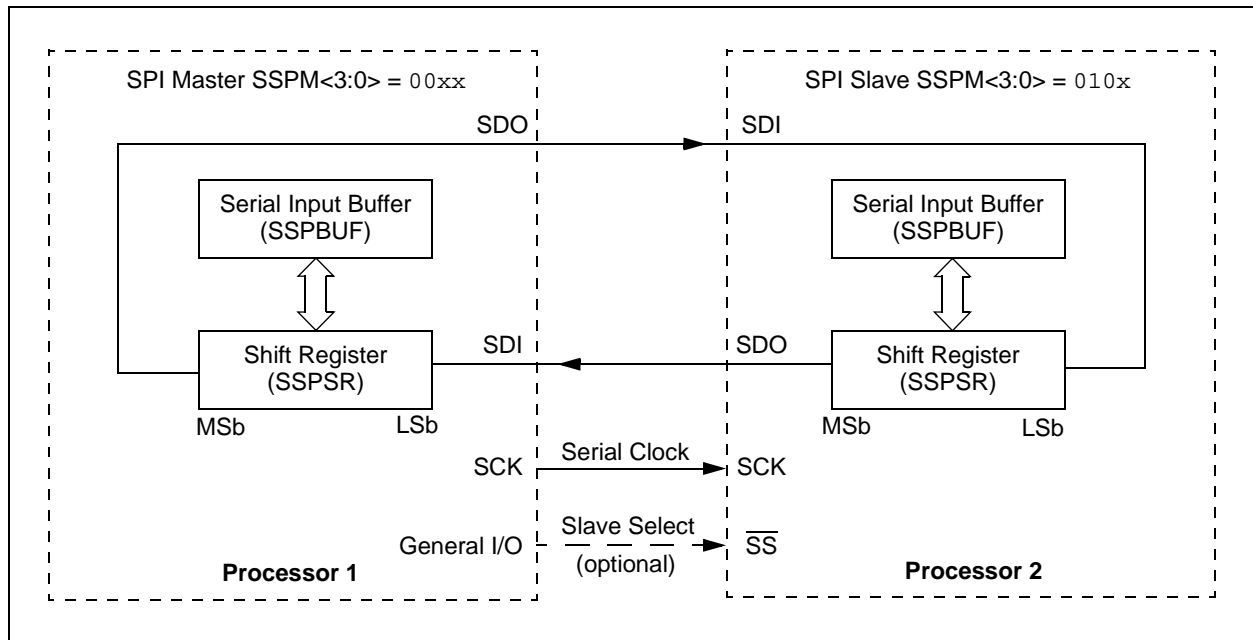 SPI Master SSPM<3:0> = 00xx
SPI Slave SSPM<3:0> = 010x
SDO
SDI
Serial Input Buffer
(SSPBUF)
Serial Input Buffer
(SSPBUF)
Shift Register
(SSPSR)
SDI
SDO
Shift Register
(SSPSR)
MSb
LSb
MSb
LSb
SCK
Serial Clock
SCK
General I/O
Slave Select
(optional)
S̅S̅
Processor 1
Processor 2